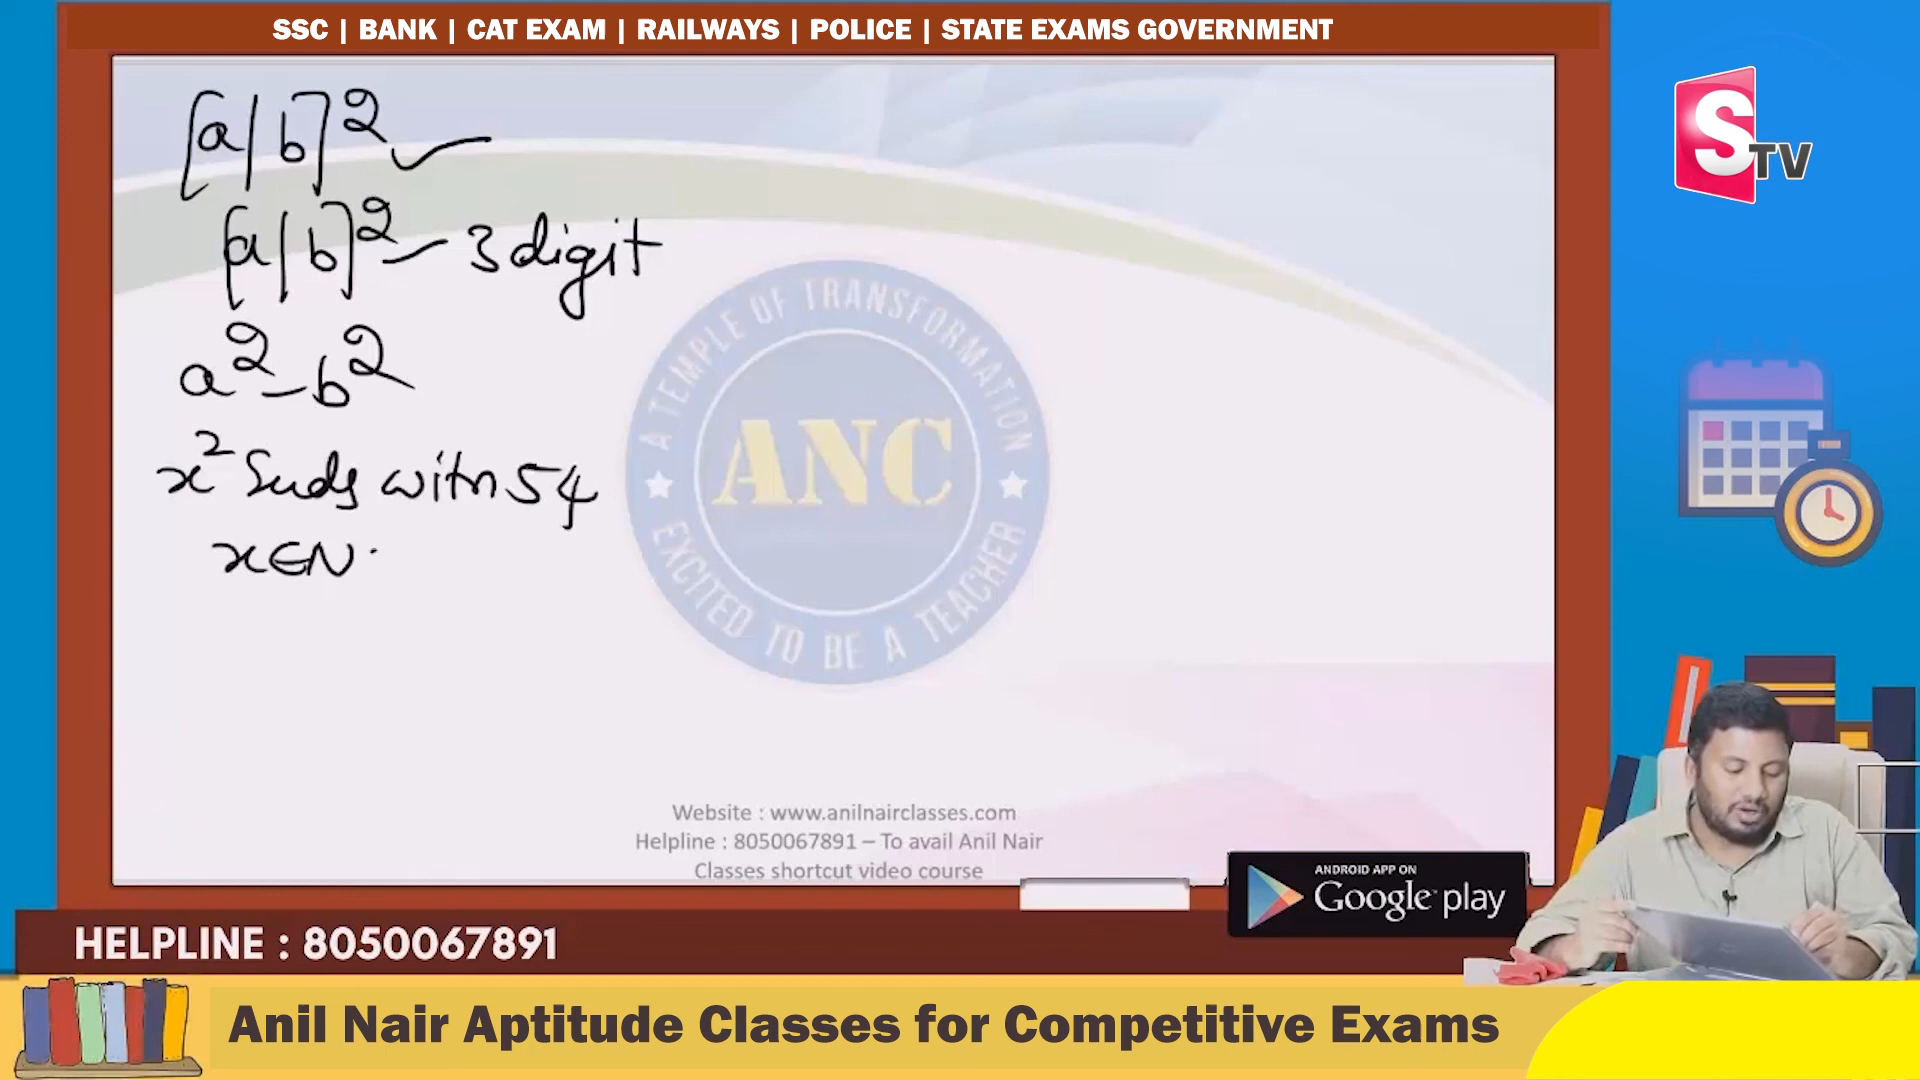 SSC | BANK | CAT EXAM | RAILWAYS | POLICE | STATE EXAMS GOVERNMENT
STV
[a|b]²
[a|b]² – 3 digit
a² – b²
x² Ends with 54
x∈N.
A TEMPLE OF TRANSFORMATION
ANC
EXCITED TO BE A TEACHER
Website : www.anilnairclasses.com
Helpline : 8050067891 – To avail Anil Nair
Classes shortcut video course
ANDROID APP ON
Google play
HELPLINE : 8050067891
Anil Nair Aptitude Classes for Competitive Exams